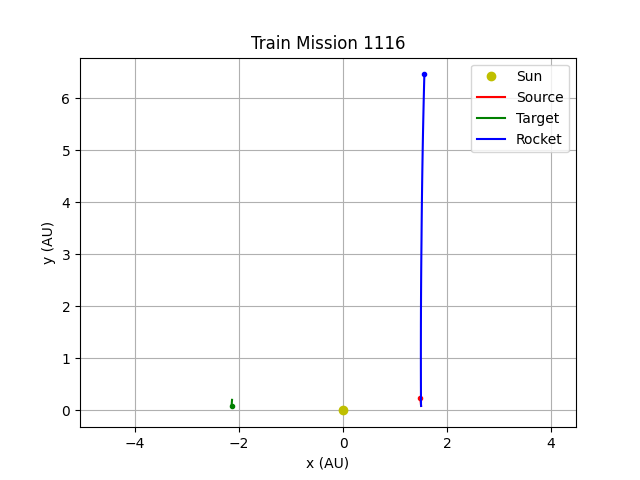 Train Mission 1116
Sun
Source
Target
Rocket
y (AU)
6
5
4
3
2
1
0
−4
−2
0
2
4
x (AU)